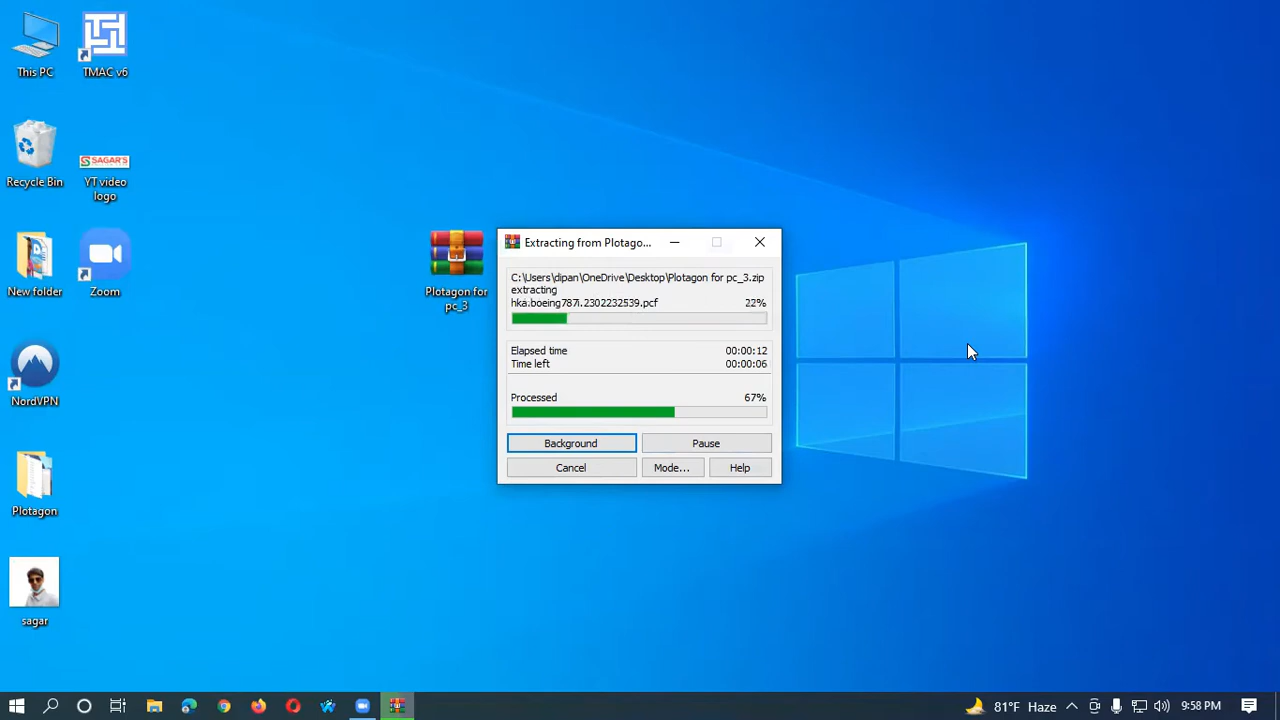 This PC
TMAC v6
Recycle Bin
SAGAR'S
YT video
logo
New folder
Zoom
NordVPN
Plotagon
sagar
Plotagon for
pc_3
Extracting from Plotago...
C:\Users\dipan\OneDrive\Desktop\Plotagon for pc_3.zip
extracting
hka.boeing787i.2302232539.pcf 22%
Elapsed time 00:00:12
Time left 00:00:06
Processed 67%
Background
Pause
Cancel
Mode...
Help
81°F Haze
9:58 PM